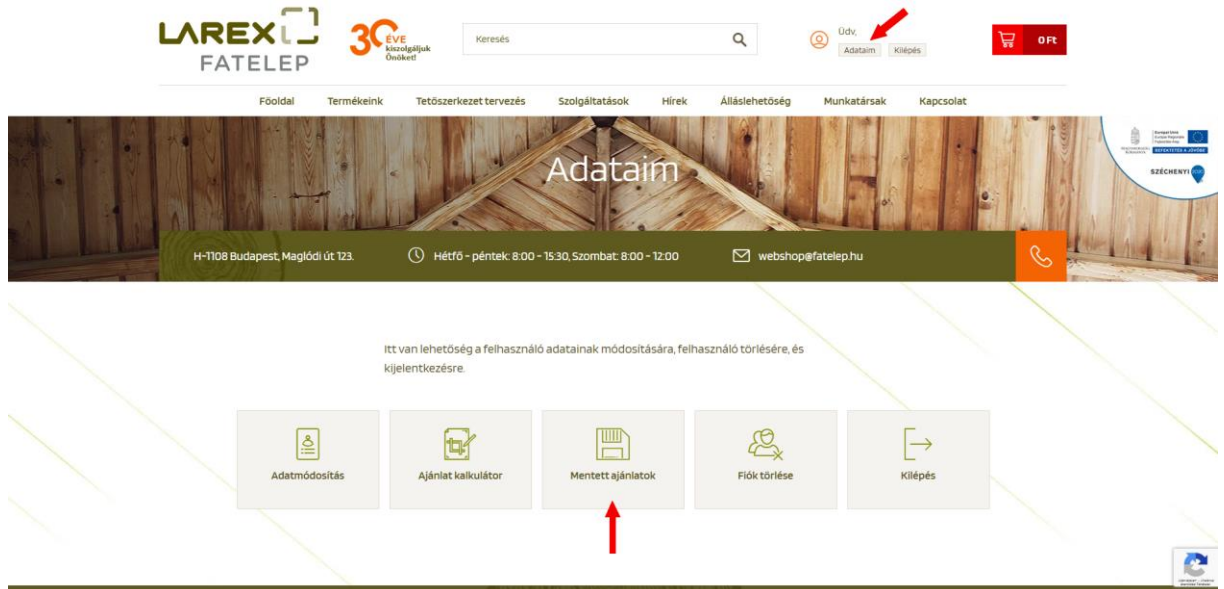 LAREX
FATELEP
30 ÉVE
kiszolgáljuk
Önöket!
Keresés
Üdv,
Adataim Kilépés
0 Ft
Főoldal Termékeink Tetőszerkezet tervezés Szolgáltatások Hírek Álláslehetőség Munkatársak Kapcsolat
Adataim
SZÉCHENYI
H-1108 Budapest, Maglódi út 123. Hétfő - péntek: 8:00 - 15:30, Szombat: 8:00 - 12:00 webshop@fatelep.hu
Itt van lehetőség a felhasználó adatainak módosítására, felhasználó törlésére, és
kijelentkezésre.
Adatmódosítás Ajánlat kalkulátor Mentett ajánlatok Fiók törlése Kilépés